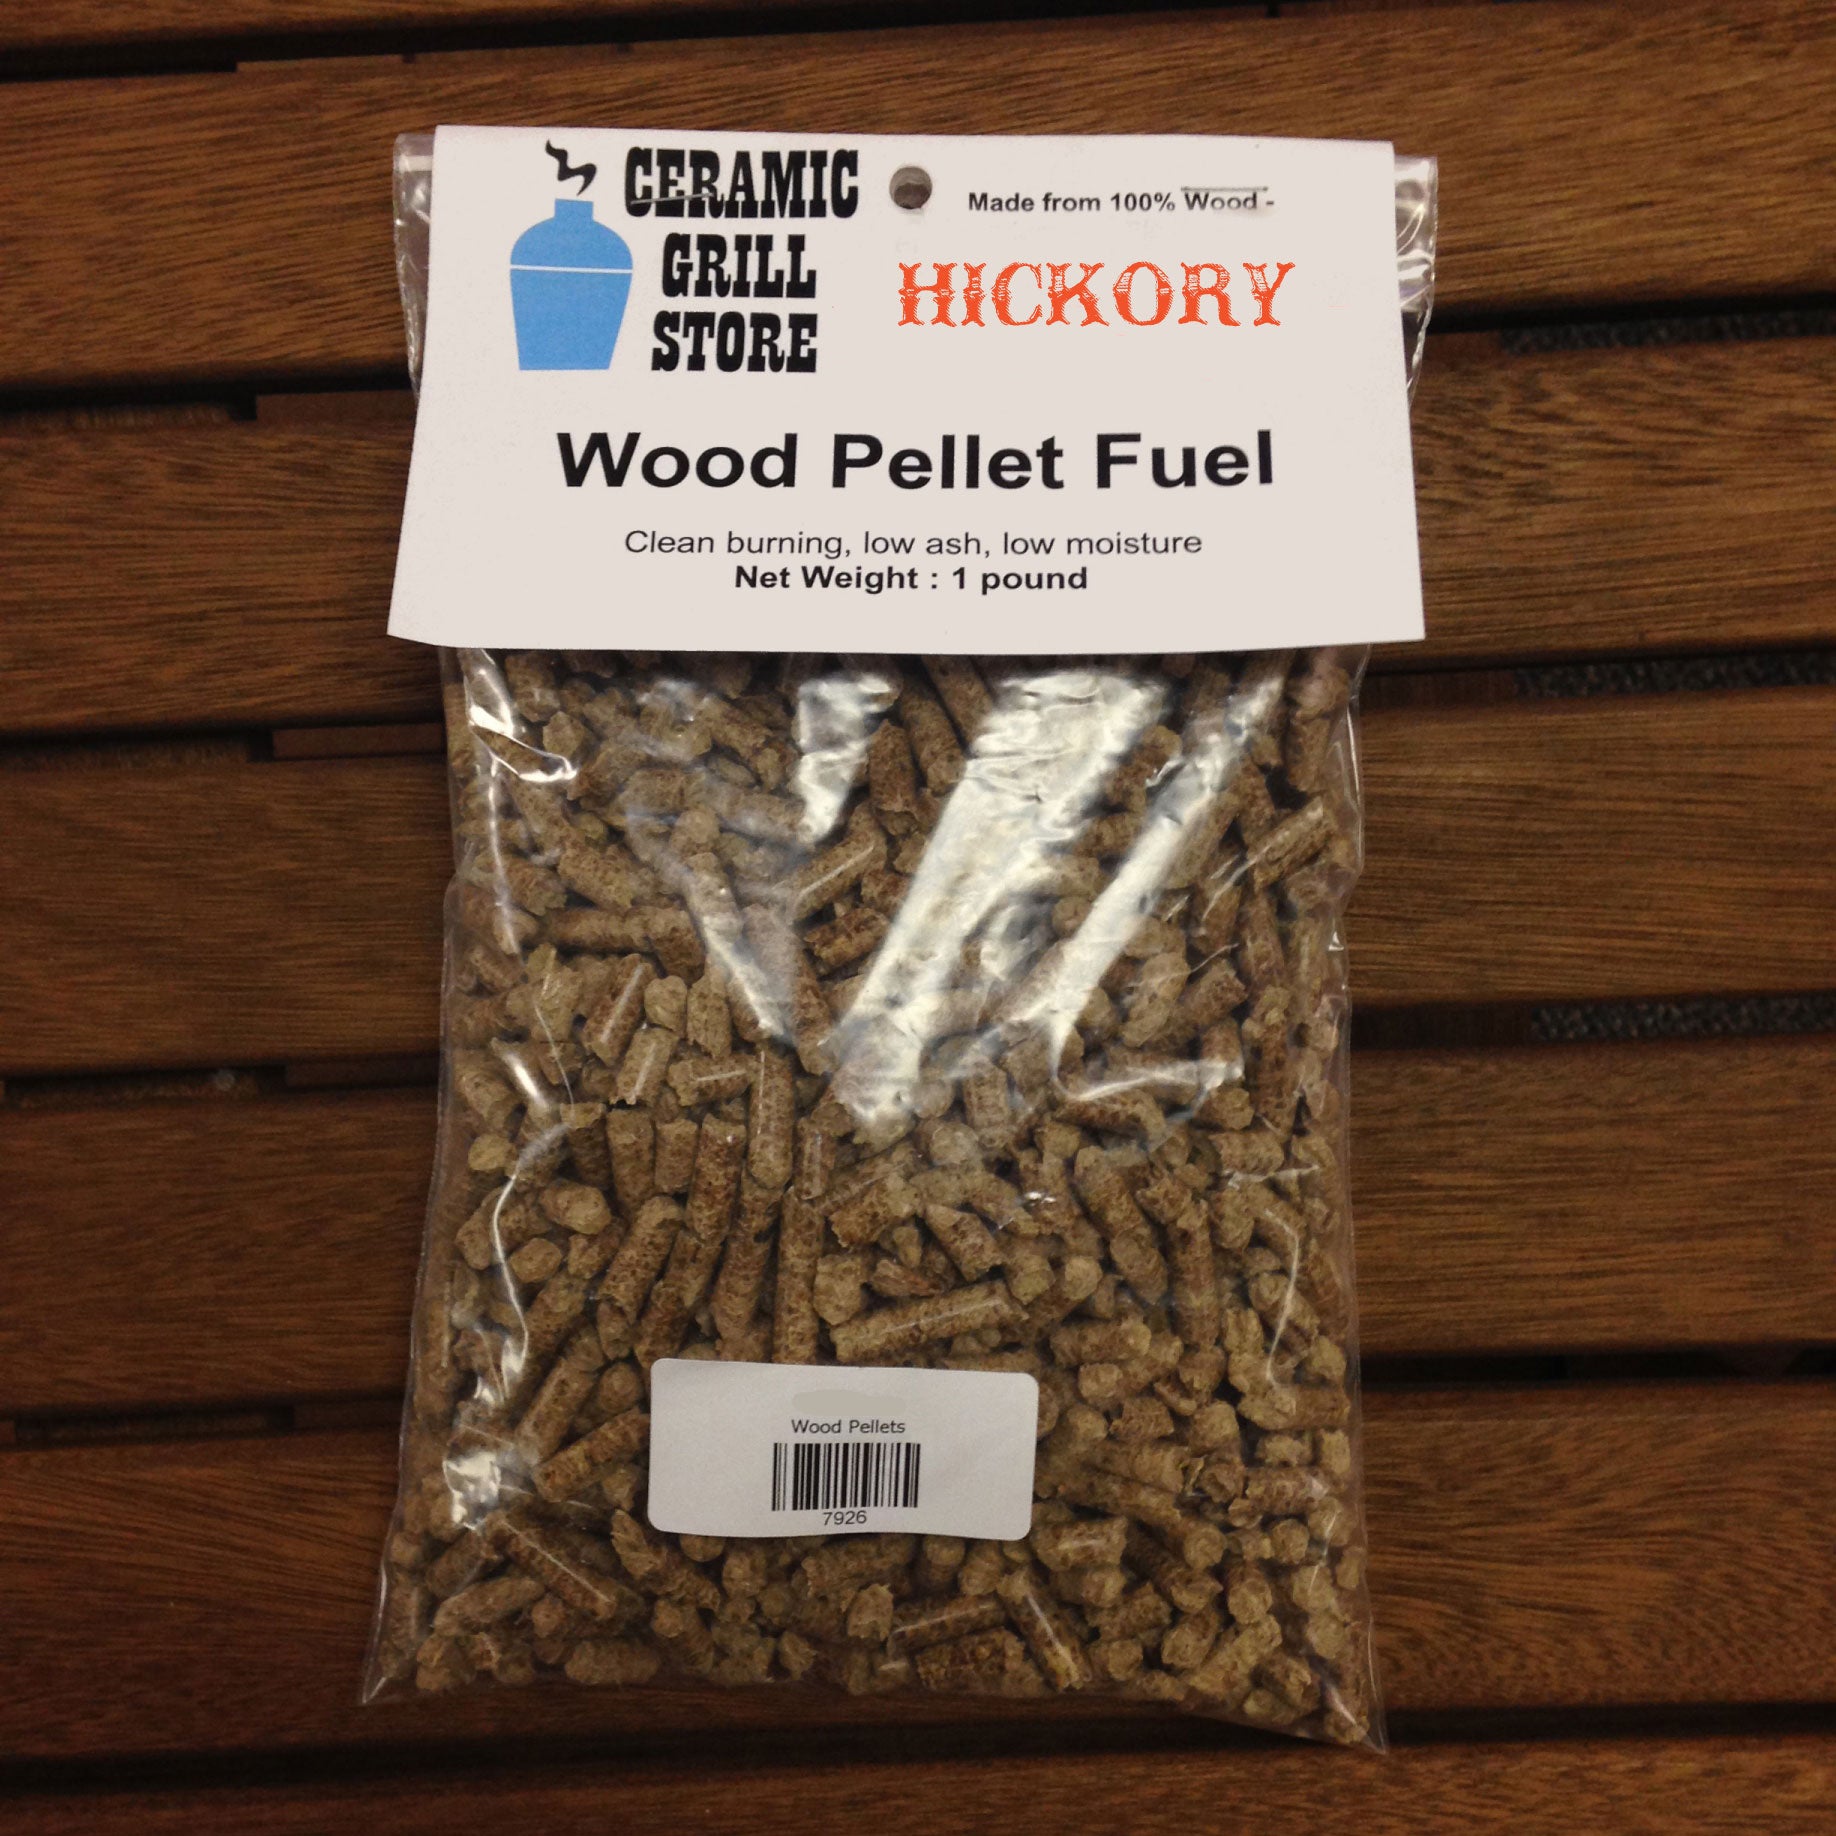 CERAMIC
GRILL
STORE
Made from 100% Wood -
HICKORY
Wood Pellet Fuel
Clean burning, low ash, low moisture
Net Weight : 1 pound
Wood Pellets
7926